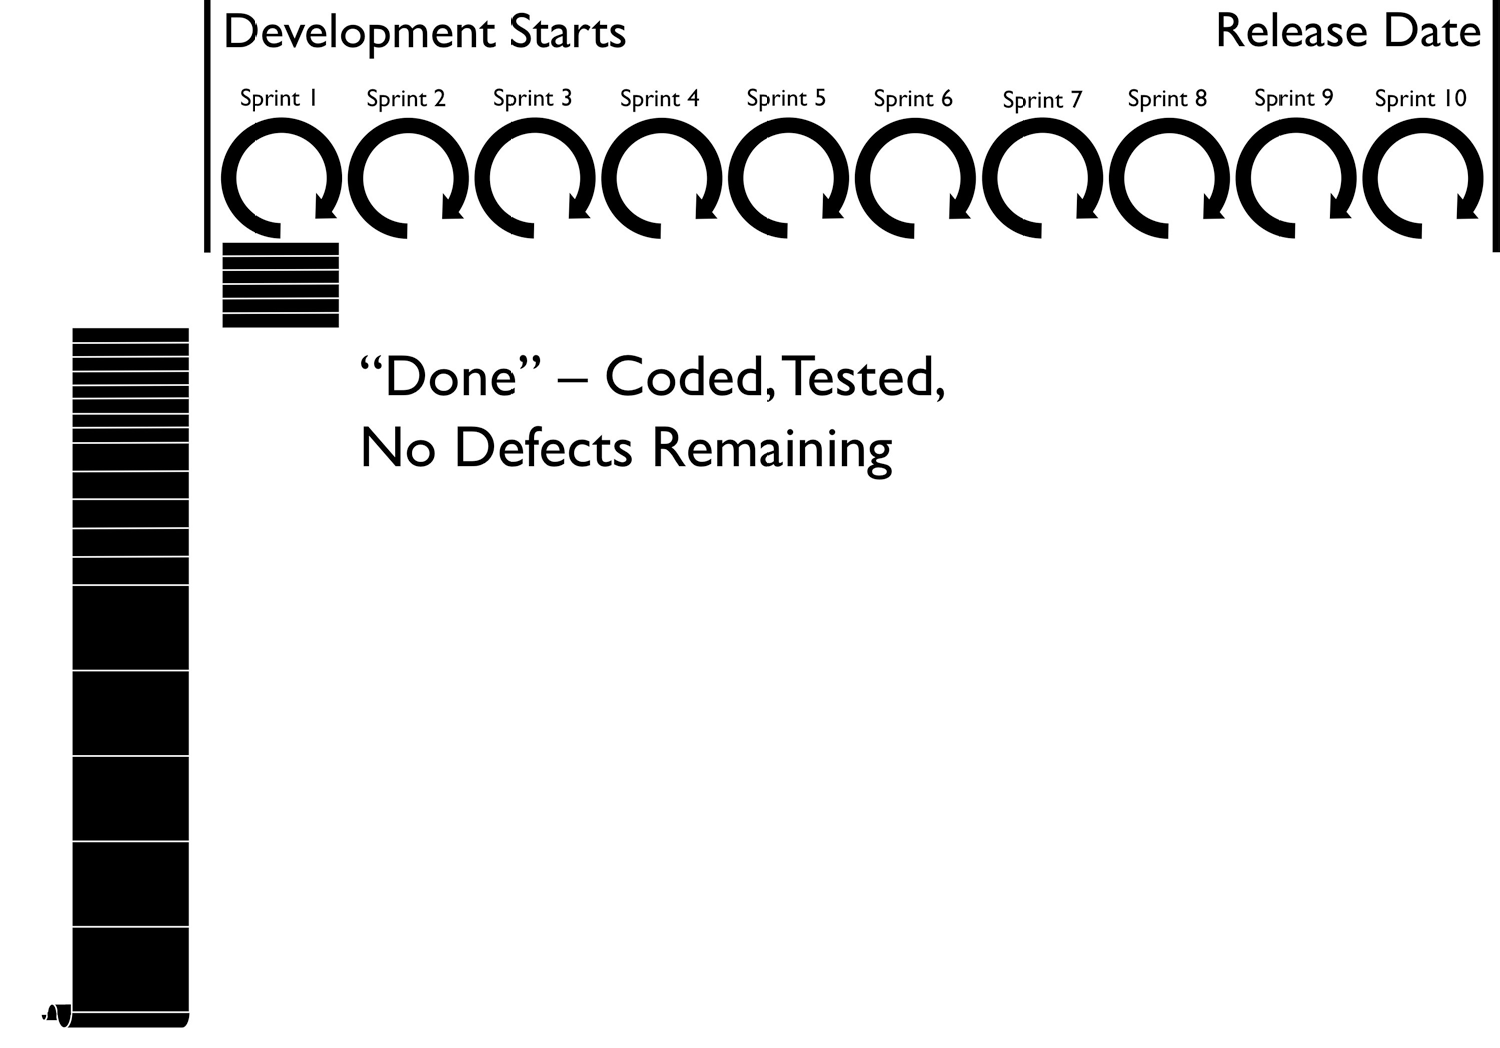 Development Starts
Release Date
Sprint 1
Sprint 2
Sprint 3
Sprint 4
Sprint 5
Sprint 6
Sprint 7
Sprint 8
Sprint 9
Sprint 10
“Done” – Coded, Tested,
No Defects Remaining